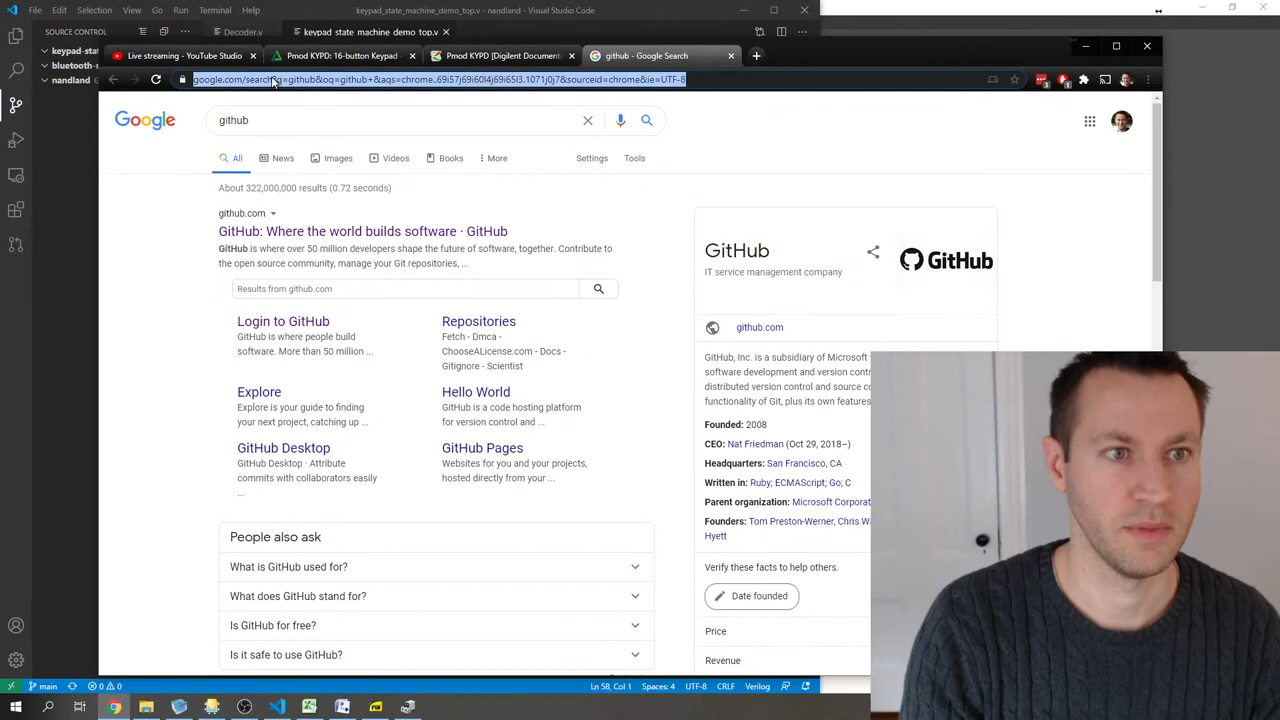 File Edit Selection View Go Run Terminal Help
keypad_state_machine_demo_top.v - nandland - Visual Studio Code
SOURCE CONTROL
Decoder.v
keypad_state_machine_demo_top.v
keypad-sta
bluetooth-r
nandland
Live streaming - YouTube Studio
Pmod KYPD: 16-button Keypad -
Pmod KYPD [Digilent Documenta
github - Google Search
google.com/search?q=github&oq=github+&aqs=chrome..69i57j69i60l4j69i65l3.1071j0j7&sourceid=chrome&ie=UTF-8
Google
github
All
News
Images
Videos
Books
More
Settings
Tools
About 322,000,000 results (0.72 seconds)
github.com
GitHub: Where the world builds software · GitHub
GitHub is where over 50 million developers shape the future of software, together. Contribute to
the open source community, manage your Git repositories, ...
Results from github.com
Login to GitHub
GitHub is where people build
software. More than 50 million ...
Repositories
Fetch - Dmca -
ChooseALicense.com - Docs -
Gitignore - Scientist
Explore
Explore is your guide to finding
your next project, catching up ...
Hello World
GitHub is a code hosting platform
for version control and ...
GitHub Desktop
GitHub Desktop · Attribute
commits with collaborators easily
...
GitHub Pages
Websites for you and your projects,
hosted directly from your ...
People also ask
What is GitHub used for?
What does GitHub stand for?
Is GitHub for free?
Is it safe to use GitHub?
GitHub
IT service management company
GitHub
github.com
GitHub, Inc. is a subsidiary of Microsoft
software development and version contr
distributed version control and source c
functionality of Git, plus its own features
Founded: 2008
CEO: Nat Friedman (Oct 29, 2018–)
Headquarters: San Francisco, CA
Written in: Ruby; ECMAScript; Go; C
Parent organization: Microsoft Corporat
Founders: Tom Preston-Werner, Chris Wa
Hyett
Verify these facts to help others.
Date founded
Price
Revenue
main
0
0
Ln 58, Col 1
Spaces: 4
UTF-8
CRLF
Verilog